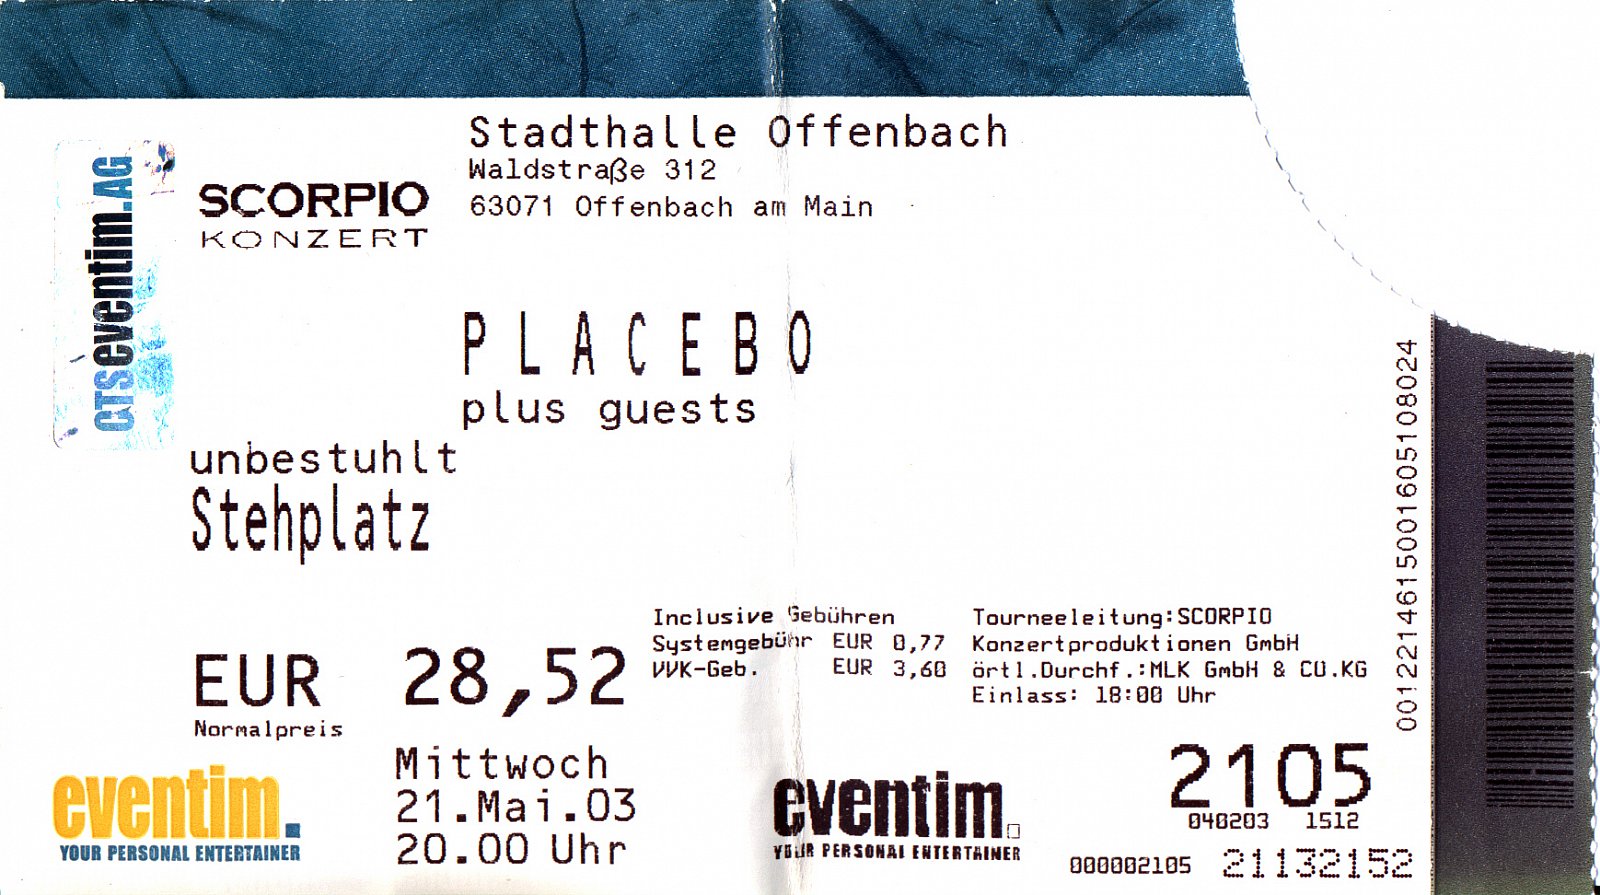 Stadthalle Offenbach
Waldstraße 312
63071 Offenbach am Main
CTS eventim.AG
SCORPIO
KONZERT
PLACEBO
plus guests
unbestuhlt
Stehplatz
EUR 28,52
Normalpreis
Inclusive Gebühren
Systemgebühr EUR 0,77
VVK-Geb. EUR 3,60
Tourneeleitung:SCORPIO
Konzertproduktionen GmbH
örtl.Durchf.:MLK GmbH & CO.KG
Einlass: 18:00 Uhr
Mittwoch
21.Mai.03
20.00 Uhr
eventim.
YOUR PERSONAL ENTERTAINER
eventim.
YOUR PERSONAL ENTERTAINER
2105
040203 1512
000002105 21132152
0012214615001605108024